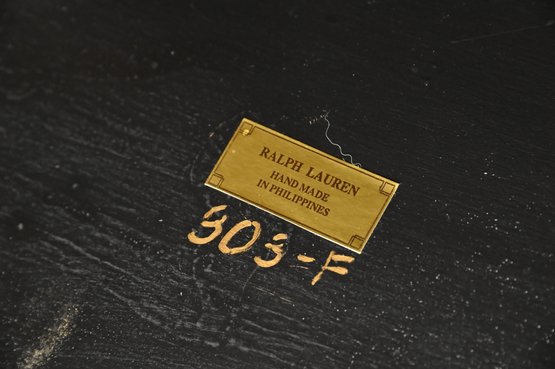 RALPH LAUREN
HAND MADE
IN PHILIPPINES
303-F